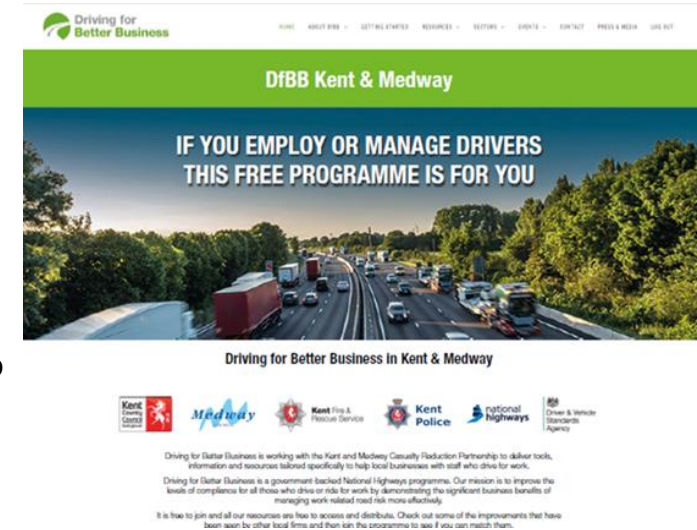 Driving for
Better Business
HOME ABOUT DFBB GETTING STARTED RESOURCES SECTORS EVENTS CONTACT PRESS & MEDIA LOG OUT
DfBB Kent & Medway
IF YOU EMPLOY OR MANAGE DRIVERS
THIS FREE PROGRAMME IS FOR YOU
Driving for Better Business in Kent & Medway
Kent
County
Council
Medway
Kent Fire &
Rescue Service
Kent
Police
national
highways
Driver & Vehicle
Standards
Agency
Driving for Better Business is working with the Kent and Medway Casualty Reduction Partnership to deliver tools,
information and resources tailored specifically to help local businesses with staff who drive for work.
Driving for Better Business is a government-backed National Highways programme. Our mission is to improve the
levels of compliance for all those who drive or ride for work by demonstrating the significant business benefits of
managing work related road risk more effectively.
It is free to join and all our resources are free to access and distribute. Check out some of the improvements that have
been seen by other local firms and then join the programme to see if you can match them.